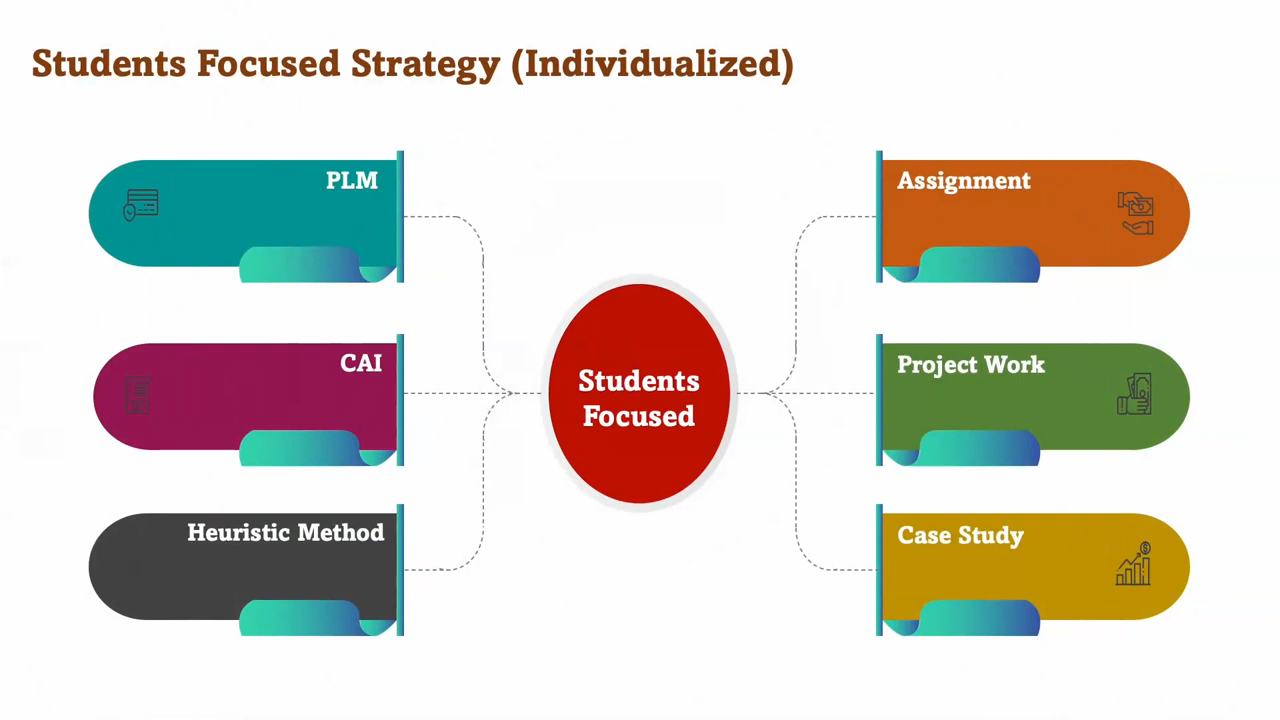 Students Focused Strategy (Individualized)
PLM
Assignment
CAI
Project Work
Students
Focused
Heuristic Method
Case Study